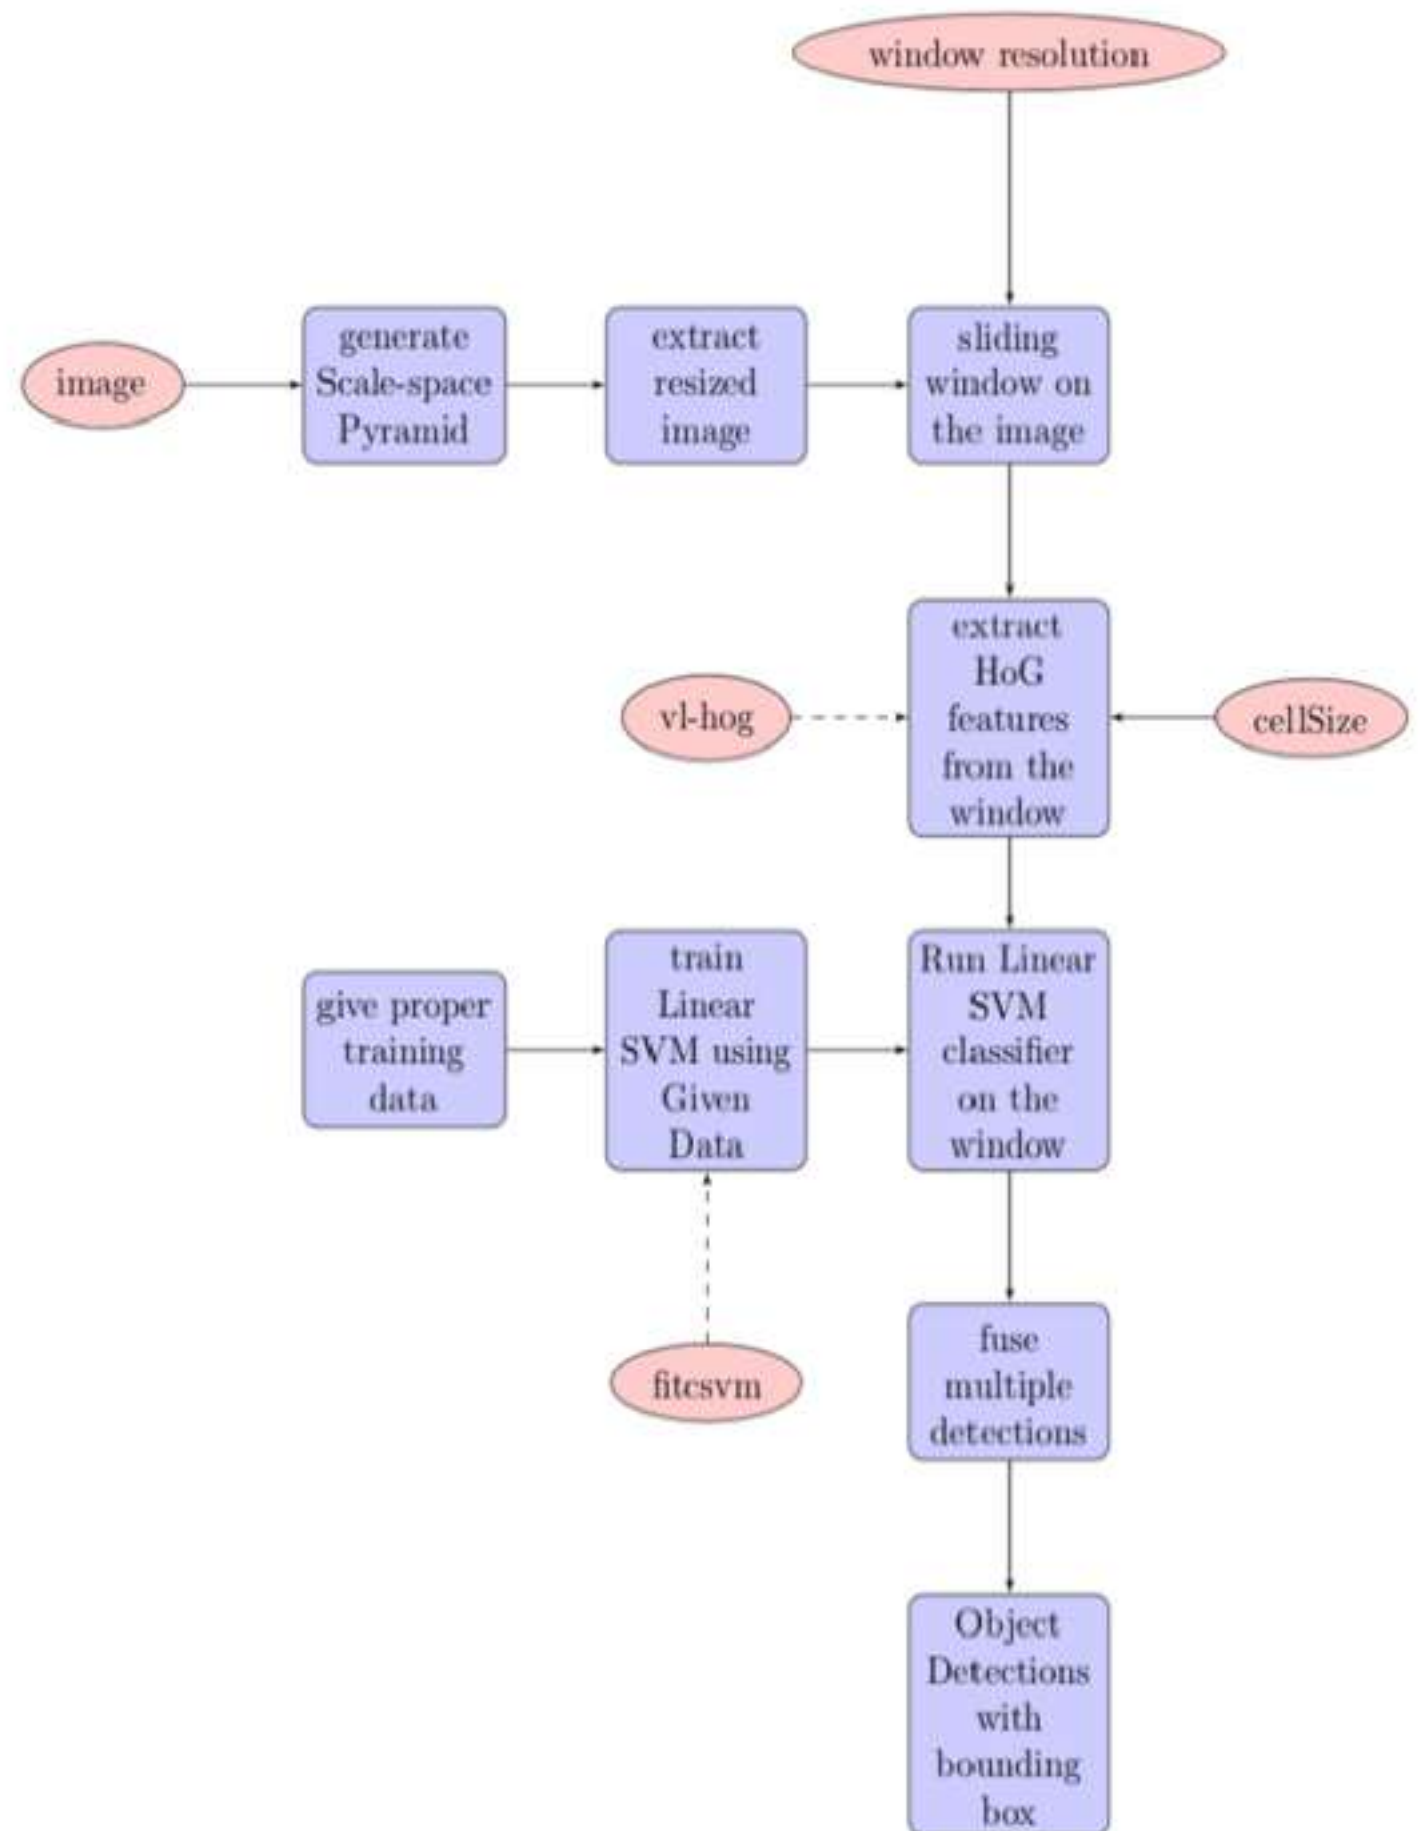 window resolution
image
generate
Scale-space
Pyramid
extract
resized
image
sliding
window on
the image
vl-hog
extract
HoG
features
from the
window
cellSize
give proper
training
data
train
Linear
SVM using
Given
Data
Run Linear
SVM
classifier
on the
window
fitcsvm
fuse
multiple
detections
Object
Detections
with
bounding
box